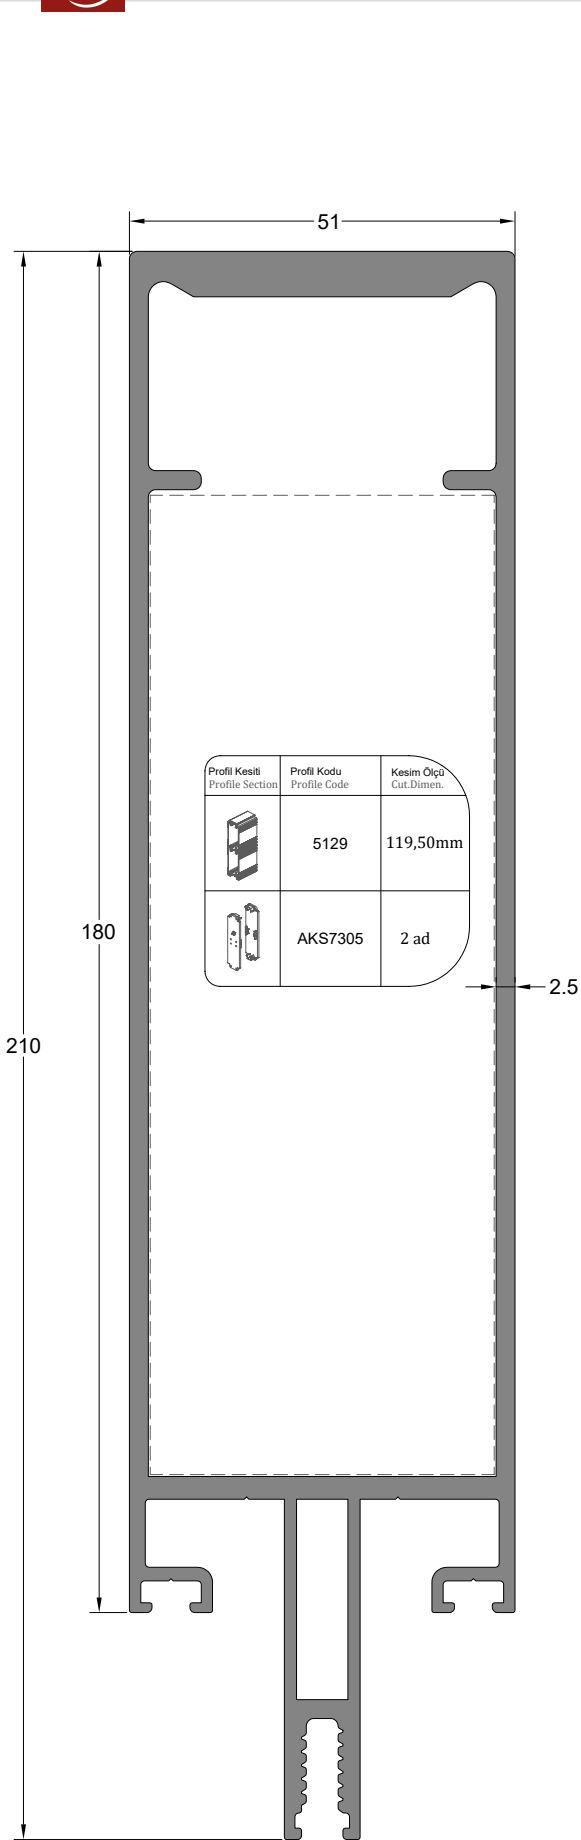 51
Profil Kesiti Profil Kodu Kesim Ölçü
Profile Section Profile Code Cut.Dimen.
5129 119,50mm
AKS7305 2 ad
180
2.5
210